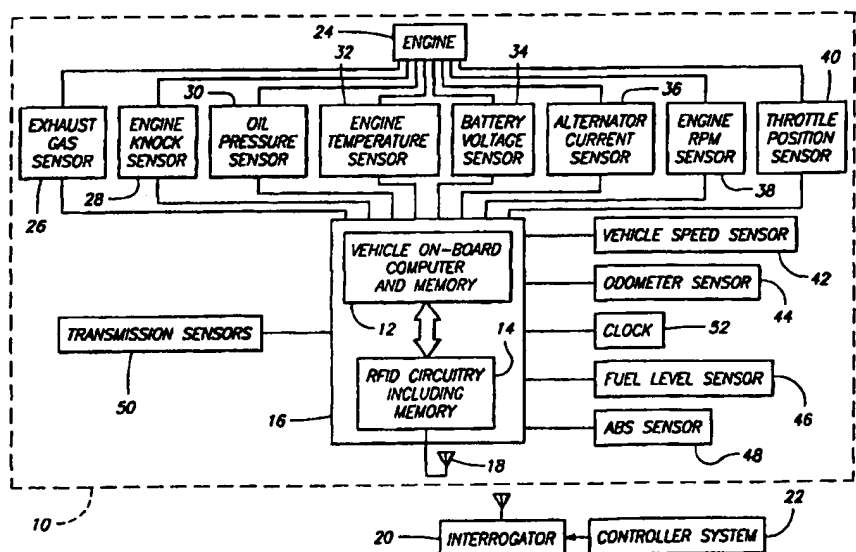 24
ENGINE
32
34
40
30
36
EXHAUST
GAS
SENSOR
ENGINE
KNOCK
SENSOR
OIL
PRESSURE
SENSOR
ENGINE
TEMPERATURE
SENSOR
BATTERY
VOLTAGE
SENSOR
ALTERNATOR
CURRENT
SENSOR
ENGINE
RPM
SENSOR
THROTTLE
POSITION
SENSOR
26
28
38
VEHICLE ON-BOARD
COMPUTER
AND MEMORY
VEHICLE SPEED SENSOR
42
ODOMETER SENSOR
44
12
CLOCK
52
TRANSMISSION SENSORS
50
14
RFID CIRCUITRY
INCLUDING
MEMORY
16
FUEL LEVEL SENSOR
46
ABS SENSOR
48
18
10
20
INTERROGATOR
CONTROLLER SYSTEM
22